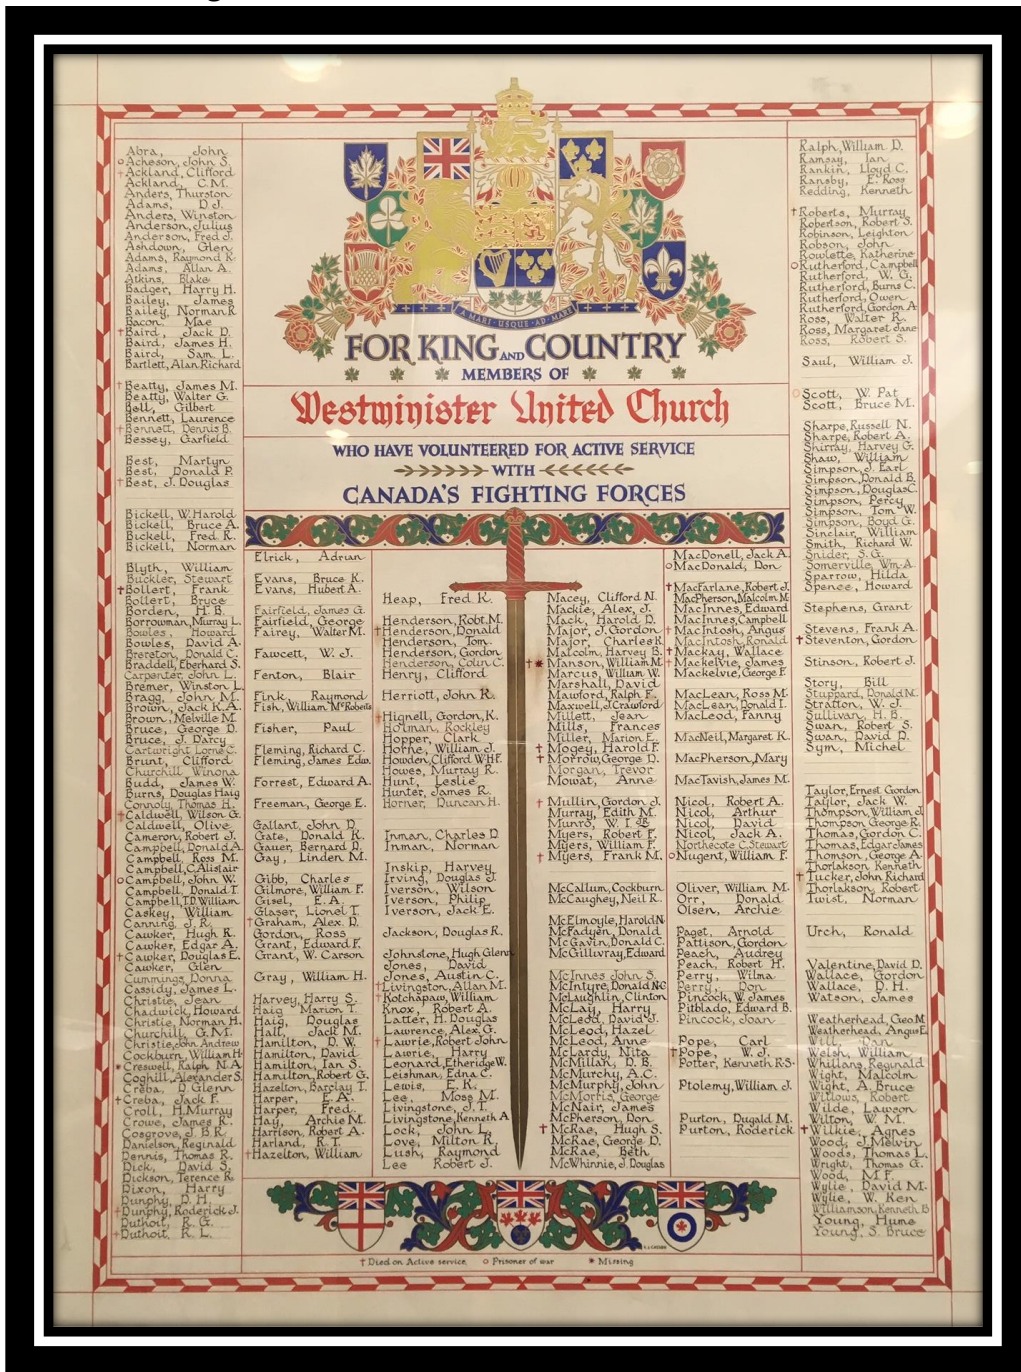 A MARI · USQUE · AD · MARE
FOR KING AND COUNTRY
MEMBERS OF
Westminster United Church
WHO HAVE VOLUNTEERED FOR ACTIVE SERVICE
WITH
CANADA'S FIGHTING FORCES
Abra, John
○ Acheson, John S.
† Ackland, Clifford
Ackland, C.M.
Anders, Thurston
Adams, D.J.
Anders, Winston
Anderson, Julius
Anderson, Fred J.
Ashdown, Glen
Adams, Raymond K.
Adams, Allan A.
Atkins, Blake
Badger, Harry H.
Bailey, James
Bailey, Norman R.
Bacon, Mae
† Baird, Jack D.
Baird, James H.
Baird, Sam. L.
Bartlett, Alan Richard
† Beatty, James M.
Beatty, Walter G.
Bell, Gilbert
Bennett, Laurence
† Bennett, Dennis B.
Bessey, Garfield
Best, Martyn
Best, Donald P.
† Best, J. Douglas
Bickell, W. Harold
Bickell, Bruce A.
Bickell, Fred R.
Bickell, Norman
Blyth, William
Buckler, Stewart
† Bollert, Frank
Bollert, Bruce
Borden, H.B.
Borrowman, Murray L.
Bowles, Howard
Bowles, David A.
Brereton, Donald C.
Braddell, Eberhard S.
Carpenter, John L.
Bremer, Winston L.
Bragg, John M.
Brown, Jack K.A.
Brown, Melville M.
Bruce, George D.
Bruce, J. Darcy
Cartwright Lorne C.
Brunt, Clifford
Churchill Winona
Budd, James W.
Burns, Douglas Haig
Connoly, Thomas H.
† Caldwell, Wilson G.
Caldwell, Olive
Cameron, Robert J.
Campbell, Donald A.
Campbell, Ross M.
Campbell, C. Alistair
○ Campbell, John W.
Campbell, Donald T.
Campbell, T.D. William
Caskey, William
Canning, J.R.
Cawker, Hugh R.
Cawker, Edgar A.
† Cawker, Douglas E.
Cawker, Glen
Cummings, Donna
Cassidy, James L.
Christie, Jean
Chadwick, Howard
Christie, Norman H.
Churchill, G.M.
Christie, John Andrew
Cockburn, William H.
* Creswell, Ralph N.A.
Coghill, Alexander S.
Creba, D. Glenn
† Creba, Jack F.
Croll, H. Murray
Crowe, James R.
Cosgrove, J.B.R.
Danielson, Reginald
Dennis, Thomas R.
Dick, David S.
Dickson, Terence R.
Dixon, Harry
Dunphy, D.H.
† Dunphy, Roderick J.
Duthoit, R.G.
† Duthoit, R.L.
Elrick, Adrian
Evans, Bruce K.
Evans, Hubert A.
Fairfield, James G.
Fairfield, George
Fairey, Walter M.
Fawcett, W.J.
Fenton, Blair
Fink, Raymond
Fish, William McRoberts
Fisher, Paul
Fleming, Richard C.
Fleming, James Edw.
Forrest, Edward A.
Freeman, George E.
Gallant, John D.
Gate, Donald K.
Gauer, Bernard D.
Gay, Linden M.
Gibb, Charles
Gilmore, William F.
Gisel, E.A.
Glaser, Lionel T.
† Graham, Alex. D.
Gordon, Ross
Grant, Edward F.
Grant, W. Carson
Gray, William H.
Harvey, Harry S.
Haig Marion T.
Haig, Douglas
Hall, Jack M.
Hamilton, D.W.
Hamilton, David
Hamilton, Ian S.
Hamilton, Robert G.
Hazelton, Barclay T.
Harper, E.A.
Harper, Fred.
Hay, Archie M.
Harrison, Robert A.
Harland, R.T.
† Hazelton, William
Heap, Fred K.
Henderson, Robt. M.
† Henderson, Donald
Henderson, Tom
Henderson, Gordon
Henderson, Colin C.
Henry, Clifford
Herriott, John R.
† Hignell, Gordon, K.
Holman, Rockley
Hopper, Clark
Horne, William J.
Howden, Clifford W.H.F.
Howes, Murray R.
Hunt, Leslie
Hunter, James R.
Horner, Duncan H.
Inman, Charles D.
Inman, Norman
Inskip, Harvey
Irving, Douglas J.
Iverson, Wilson
Iverson, Philip
Iverson, Jack E.
Jackson, Douglas R.
Johnstone, Hugh Glenn
Jones, David
Jones, Austin C.
† Livingston, Allan M.
† Kotchapaw, William
Knox, Robert A.
Latter, H. Douglas
Lawrence, Alex. G.
† Lawrie, Robert John
Lawrie, Harry
Leonard, Etheridge W.
Leishman, Edna C.
Lewis, E.K.
Lee, Moss M.
Livingstone, J.T.
Livingstone, Kenneth A
Lock, John L.
Love, Milton R.
Lush, Raymond
Lee Robert J.
Macey, Clifford N.
Mackie, Alex, J.
Mack, Harold D.
Major, J. Gordon
Major, Charles K.
Malcolm, Harvey B.
† * Manson, William M.
Marcus, William W.
Marshall, David
Mawford, Ralph E.
Maxwell, J. Crawford
Millett, Jean
Mills, Frances
Miller, Marion E.
† Mogey, Harold F.
† Morrow, George D.
Morgan, Trevor
Mowat, Anne
† Mullin, Gordon J.
Murray, Edith M.
Munro, W.I.
Myers, Robert F.
Myers, William F.
† Myers, Frank M.
McCallum, Cockburn
McCaughey, Neil R.
McElmoyle, Harold N.
McFadyen, Donald
McGavin, Donald C.
McGillivray, Edward
McInnes John S.
McIntyre, Donald N.C.
McLaughlin, Clinton
McLay, Harry
McLeod, David J.
McLeod, Hazel
McLeod, Anne
McLardy, Nita
McMillan, D.B.
McMurchy, A.C.
McMurphy, John
McMorris, George
McNair, James
McPherson, Don
† McRae, Hugh S.
McRae, George D.
McRae, Beth
McWhinnie, J. Douglas
MacDonell, Jack A.
○ MacDonald, Don
† MacFarlane, Robert J.
MacPherson, Malcolm M.
MacInnes, Edward
MacInnes, Campbell
† MacIntosh, Angus
MacIntosh, Ronald
† Mackay, Wallace
† Mackelvie, James
Mackelvie, George F.
MacLean, Ross M.
MacLean, Donald I.
MacLeod, Fanny
MacNeil, Margaret K.
MacPherson, Mary
MacTavish, James M.
Nicol, Robert A.
Nicol, Arthur
Nicol, David
Nicol, Jack A.
Northecote C. Stewart
○ Nugent, William F.
Oliver, William M.
Orr, Donald
Olsen, Archie
Paget, Arnold
Pattison, Gordon
Peach, Audrey
Peach, Robert H.
Perry, Wilma
Perry, Don
Pincock, W. James
Pitblado, Edward B.
Pincock, Joan
Pope, Carl
† Pope, W.J.
Potter, Kenneth R.S.
Ptolemy, William J.
Purton, Dugald M.
Purton, Roderick
Ralph, William D.
Ramsay, Ian
Rankin, Lloyd C.
Ransby, E. Ross
Redding, Kenneth
† Roberts, Murray
Robertson, Robert S.
Robinson, Leighton
Robson, John
Rowlette, Katherine
○ Rutherford, Campbell
Rutherford, W.G.
Rutherford, Burns C.
Rutherford, Owen
Rutherford, Gordon A
Ross, Walter R.
Ross, Margaret Jane
Ross, Robert S.
Saul, William J.
○ Scott, W. Pat
Scott, Bruce M.
Sharpe, Russell N.
Sharpe, Robert A.
Shirray, Harvey G.
Shaw, William
Simpson, J. Earl
Simpson, Donald B.
Simpson, Douglas C.
Simpson, Percy
Simpson, Tom W.
Simpson, Boyd G.
Sinclair, William
Smith, Richard W.
Snider, S.G.
Somerville, Wm. A.
Sparrow, Hilda
Spence, Howard
Stephens, Grant
Stevens, Frank A.
† Steventon, Gordon
Stinson, Robert J.
Story, Bill
Stuppard, Donald N.
Stratton, W.J.
Sullivan, H.B.
Swan, Robert S.
Swan, David D.
Sym, Michel
Taylor, Ernest Gordon
Taylor, Jack W.
Thompson, William J.
Thompson George R.
Thomas, Gordon C.
Thomas, Edgar James
Thomson, George A.
Thorlakson Kenneth
† Tucker, John Richard
Thorlakson, Robert
Twist, Norman
Urch, Ronald
Valentine, David D.
Wallace, Gordon
Wallace, D.H.
Watson, James
Weatherhead, Geo. M.
Weatherhead, Angus E.
Will, Dan
Welsh, William
Whillans, Reginald
Wight, Malcolm
Wight, A. Bruce
Witlows, Robert
Wilde, Lawson
Wilton, W.M.
† Wilkie, Agnes
Wood, J. Melvin
Woods, Thomas L.
Wright, Thomas G.
Wood, M.F.
Wylie, David M.
Wylie, W. Ken
Williamson, Kenneth B
Young, Hume
Young, S. Bruce
† Died on Active service, ○ Prisoner of war * Missing